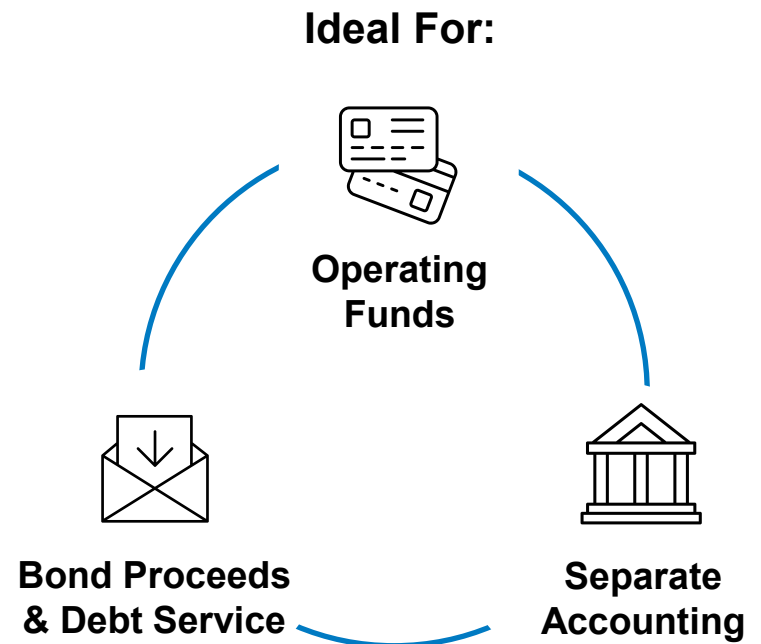 Ideal For:
Operating
Funds
Bond Proceeds
& Debt Service
Separate
Accounting